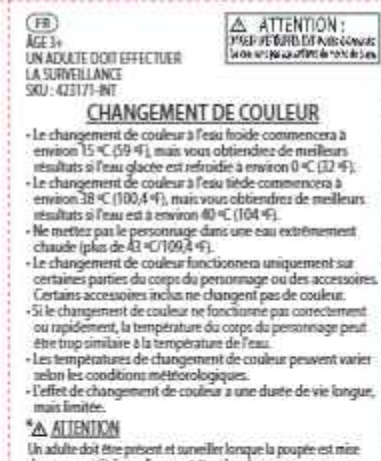 FR
ÂGE 3+
UN ADULTE DOIT EFFECTUER
LA SURVEILLANCE
SKU : 423171-INT
⚠ ATTENTION :
CHANGEMENT DE COULEUR
• Le changement de couleur à l'eau froide commencera à
environ 15 °C (59 °F), mais vous obtiendrez de meilleurs
résultats si l'eau glacée est refroidie à environ 0 °C (32 °F).
• Le changement de couleur à l'eau tiède commencera à
environ 38 °C (100,4 °F), mais vous obtiendrez de meilleurs
résultats si l'eau est à environ 40 °C (104 °F).
• Ne mettez pas le personnage dans une eau extrêmement
chaude (plus de 43 °C/109,4 °F).
• Le changement de couleur fonctionnera uniquement sur
certaines parties du corps du personnage ou des accessoires.
Certains accessoires inclus ne changent pas de couleur.
• Si le changement de couleur ne fonctionne pas correctement
ou rapidement, la température du corps du personnage peut
être trop similaire à la température de l'eau.
• Les températures de changement de couleur peuvent varier
selon les conditions météorologiques.
• L'effet de changement de couleur a une durée de vie longue,
mais limitée.
*⚠ ATTENTION
Un adulte doit être présent et surveiller lorsque la poupée est mise